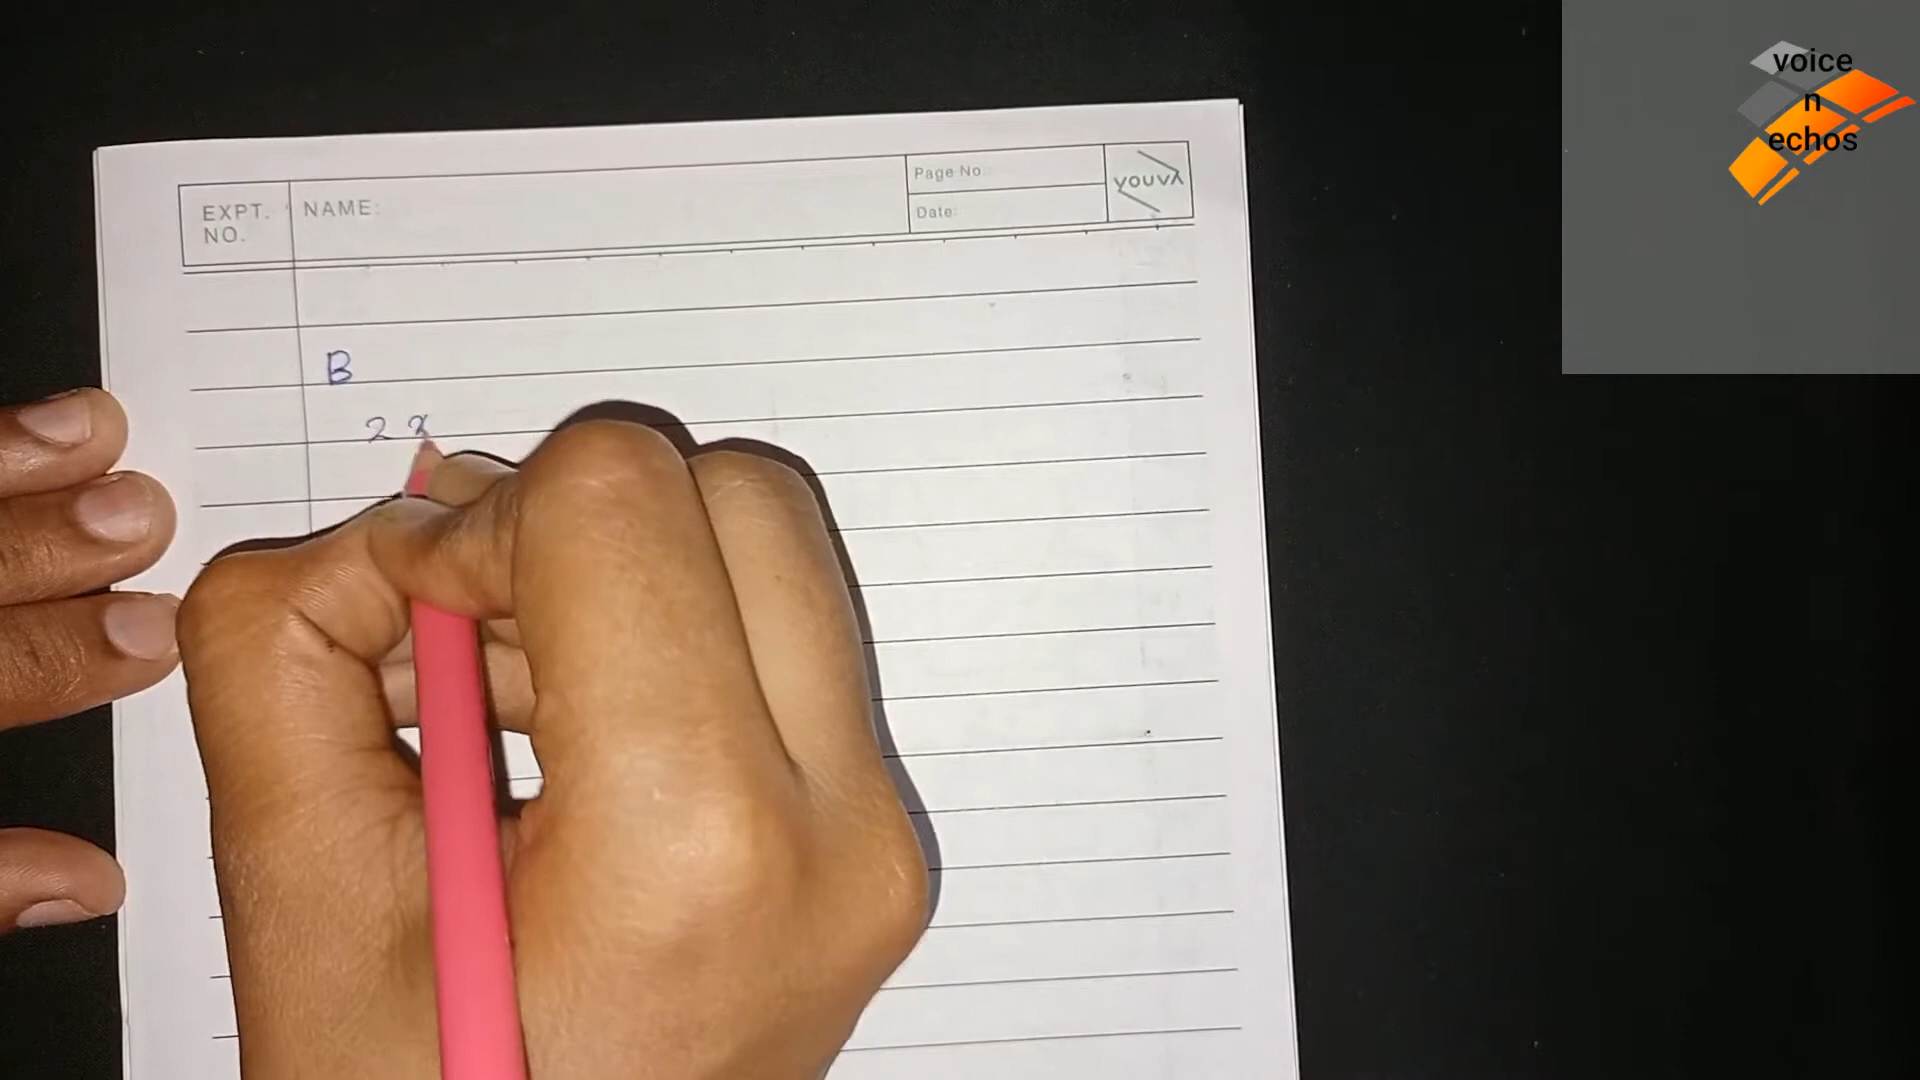 voice
n
echos
EXPT. NO.
NAME:
Page No.
Date:
youva
B
2 x